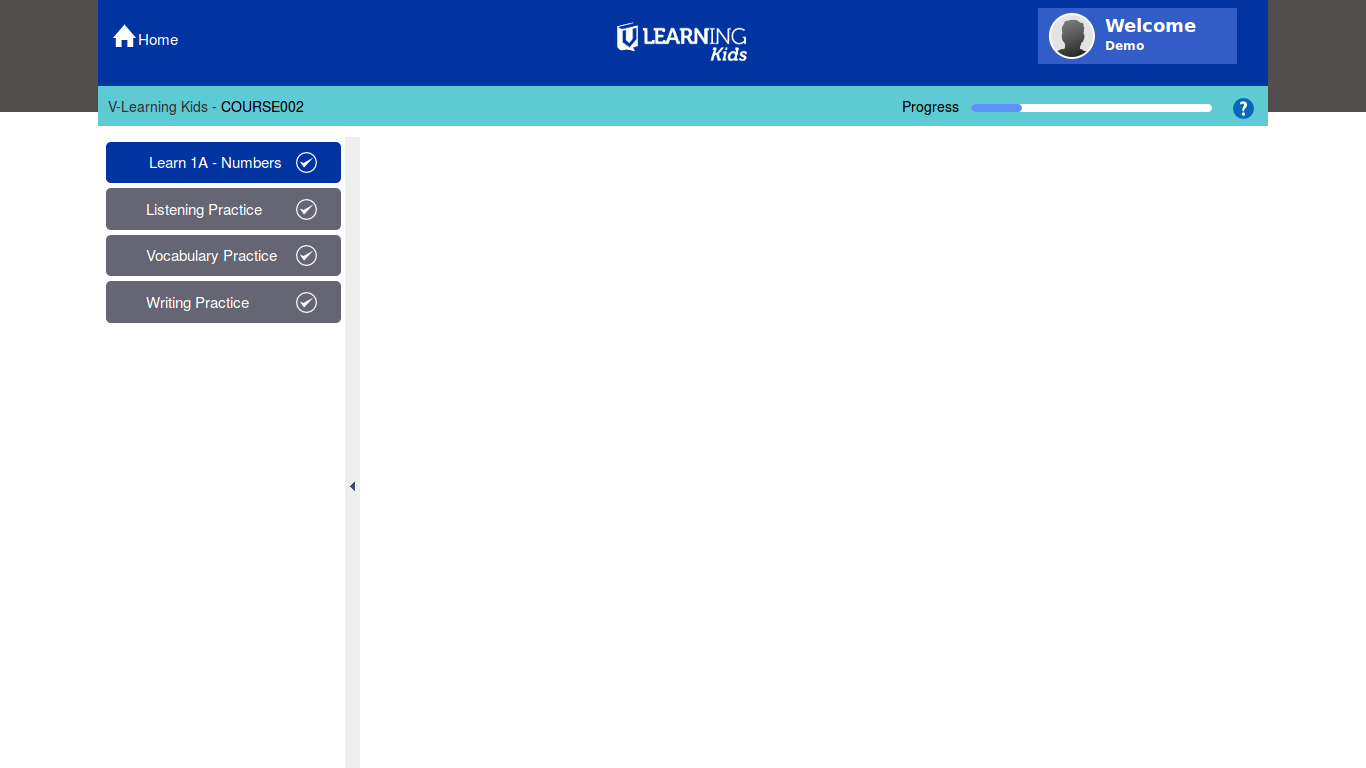 Home
LEARNING
Kids
Welcome
Demo
V-Learning Kids - COURSE002
Progress
?
Learn 1A - Numbers
Listening Practice
Vocabulary Practice
Writing Practice